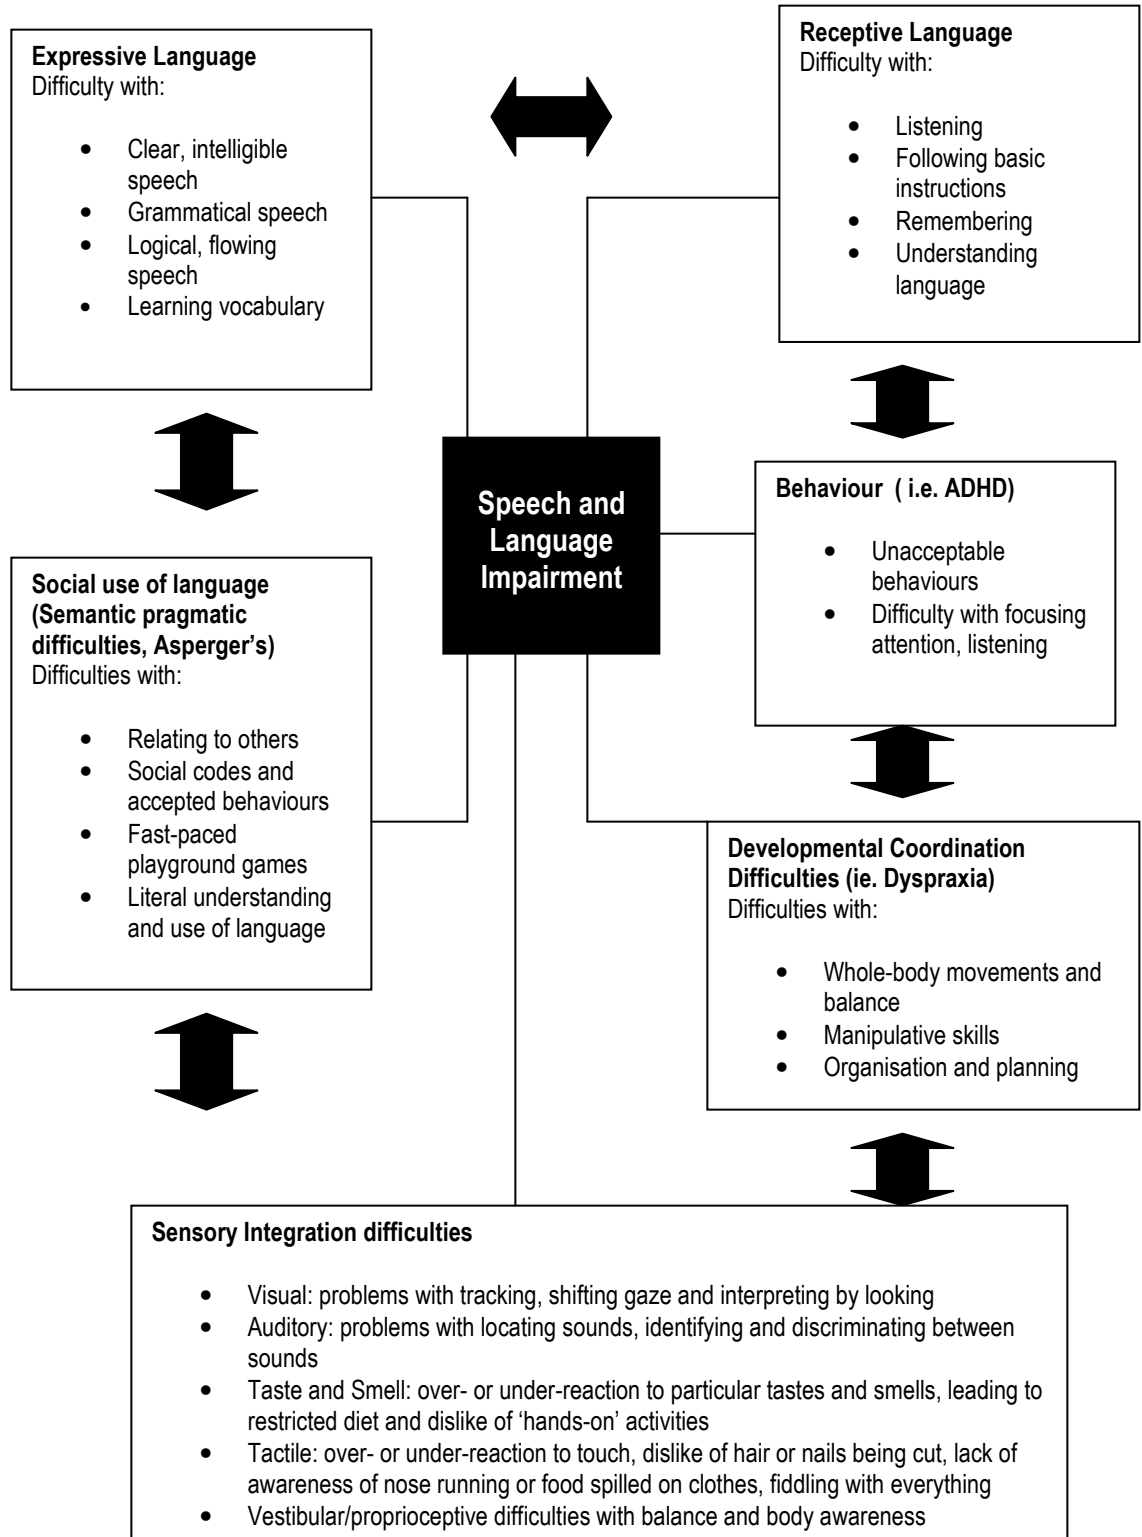 Expressive Language
Difficulty with:
• Clear, intelligible
speech
• Grammatical speech
• Logical, flowing
speech
• Learning vocabulary
Receptive Language
Difficulty with:
• Listening
• Following basic
instructions
• Remembering
• Understanding
language
Speech and
Language
Impairment
Behaviour ( i.e. ADHD)
• Unacceptable
behaviours
• Difficulty with focusing
attention, listening
Social use of language
(Semantic pragmatic
difficulties, Asperger’s)
Difficulties with:
• Relating to others
• Social codes and
accepted behaviours
• Fast-paced
playground games
• Literal understanding
and use of language
Developmental Coordination
Difficulties (ie. Dyspraxia)
Difficulties with:
• Whole-body movements and
balance
• Manipulative skills
• Organisation and planning
Sensory Integration difficulties
• Visual: problems with tracking, shifting gaze and interpreting by looking
• Auditory: problems with locating sounds, identifying and discriminating between
sounds
• Taste and Smell: over- or under-reaction to particular tastes and smells, leading to
restricted diet and dislike of ‘hands-on’ activities
• Tactile: over- or under-reaction to touch, dislike of hair or nails being cut, lack of
awareness of nose running or food spilled on clothes, fiddling with everything
• Vestibular/proprioceptive difficulties with balance and body awareness